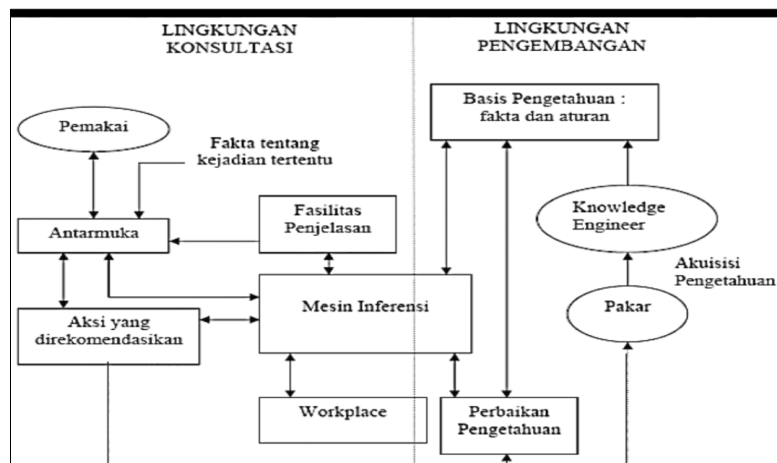 LINGKUNGAN
KONSULTASI
LINGKUNGAN
PENGEMBANGAN
Basis Pengetahuan :
fakta dan aturan
Pemakai
Fakta tentang
kejadian tertentu
Fasilitas
Penjelasan
Knowledge
Engineer
Antarmuka
Akuisisi
Pengetahuan
Mesin Inferensi
Pakar
Aksi yang
direkomendasikan
Workplace
Perbaikan
Pengetahuan